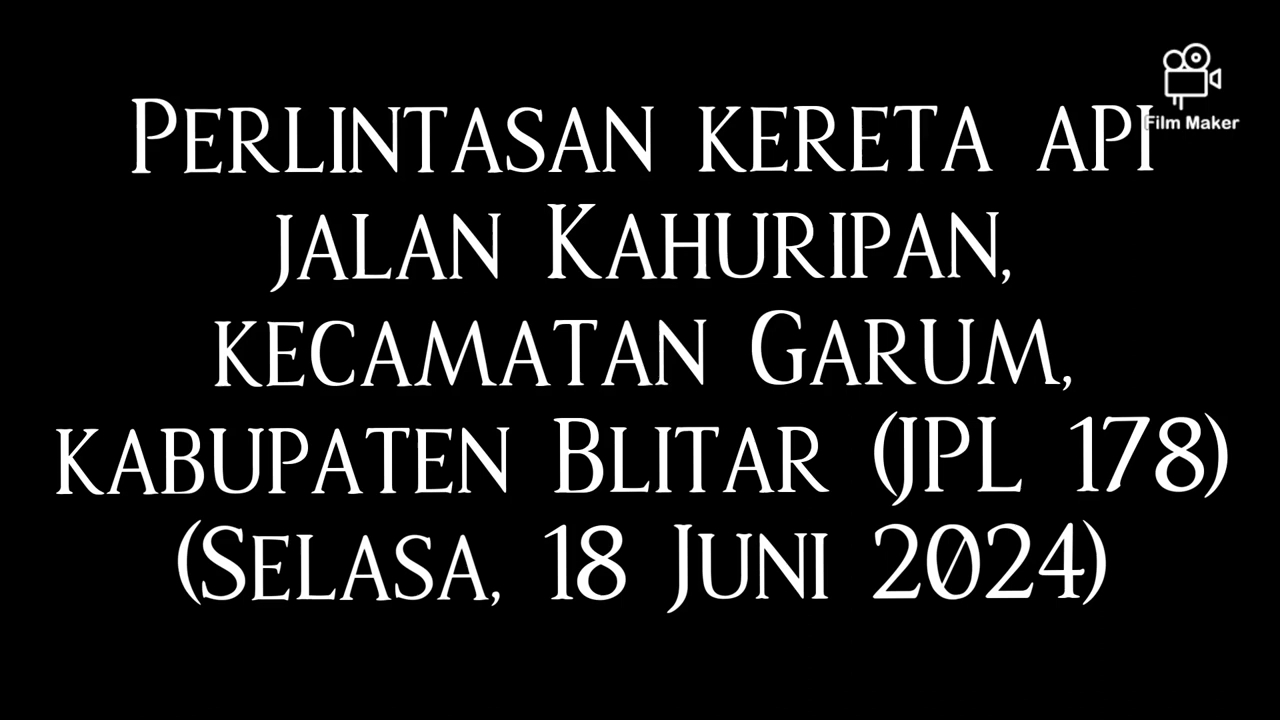 Perlintasan kereta api
Film Maker
jalan Kahuripan,
kecamatan Garum,
kabupaten Blitar (JPL 178)
(Selasa, 18 Juni 2024)